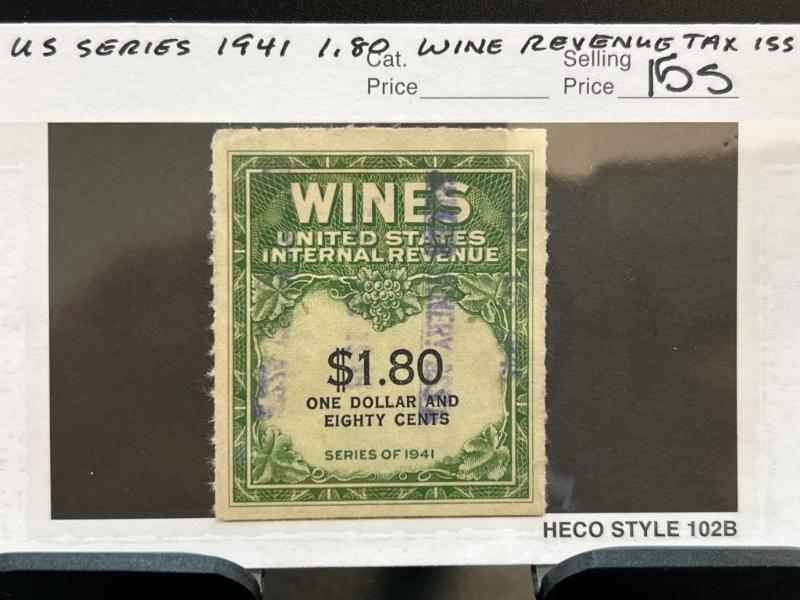 US SERIES 1941 1.80 WINE REVENUE TAX ISS
Cat. Price
Selling Price 155
WINES
UNITED STATES
INTERNAL REVENUE
$1.80
ONE DOLLAR AND
EIGHTY CENTS
SERIES OF 1941
HECO STYLE 102B